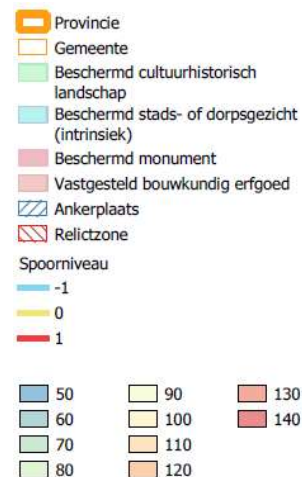 Provincie
Gemeente
Beschermd cultuurhistorisch
landschap
Beschermd stads- of dorpsgezicht
(intrinsiek)
Beschermd monument
Vastgesteld bouwkundig erfgoed
Ankerplaats
Relictzone
Spoorniveau
-1
0
1
50 90 130
60 100 140
70 110
80 120